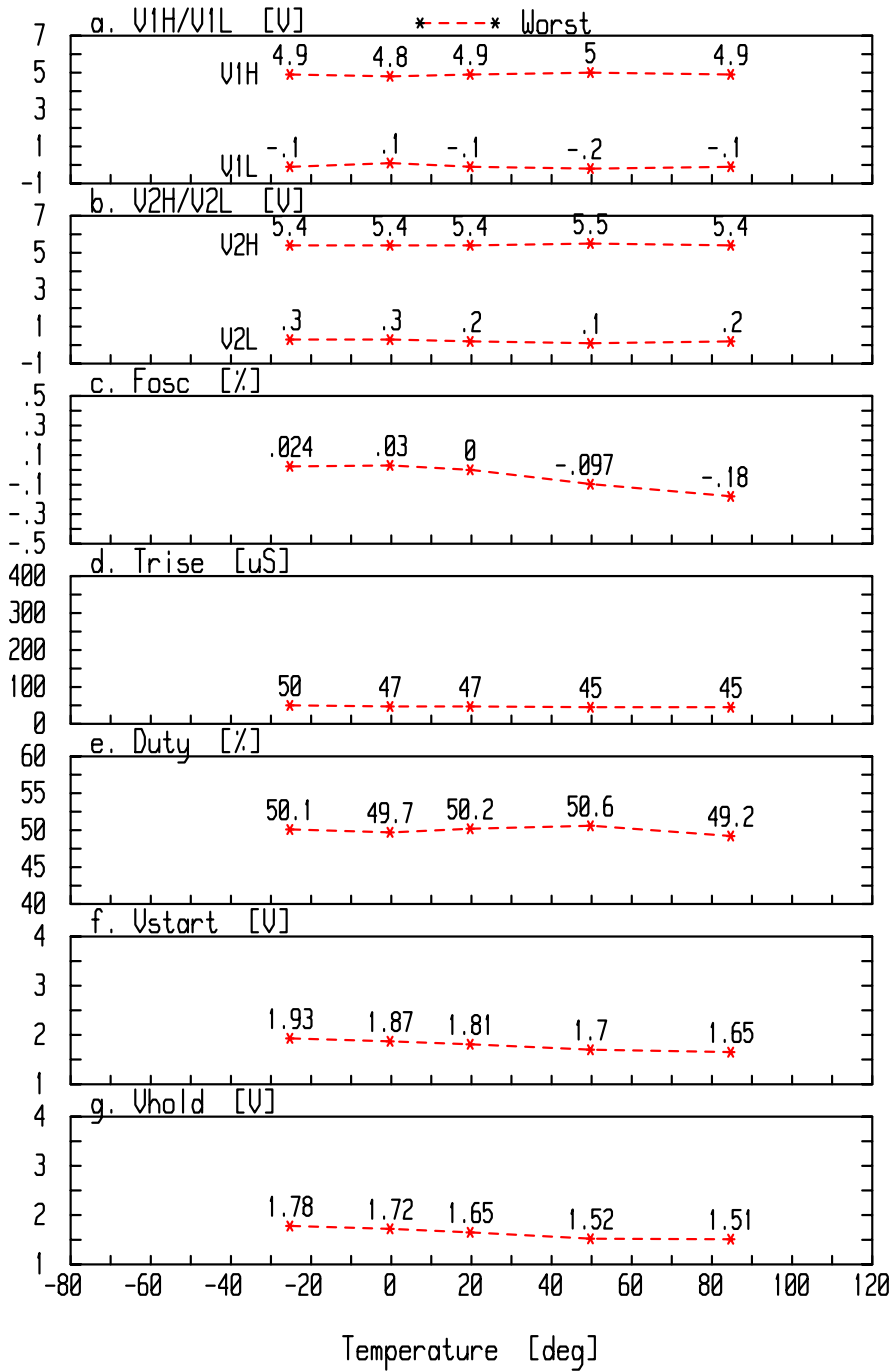 a. V1H/V1L [V] Worst
7
5
3
1
-1
V1H 4.9 4.8 4.9 5 4.9
V1L -.1 .1 -.1 -.2 -.1
b. V2H/V2L [V]
7
5
3
1
-1
V2H 5.4 5.4 5.4 5.5 5.4
V2L .3 .3 .2 .1 .2
c. Fosc [%]
.5
.3
.1
-.1
-.3
-.5
.024 .03 0 -.097 -.18
d. Trise [uS]
400
300
200
100
0
50 47 47 45 45
e. Duty [%]
60
55
50
45
40
50.1 49.7 50.2 50.6 49.2
f. Vstart [V]
4
3
2
1
1.93 1.87 1.81 1.7 1.65
g. Vhold [V]
4
3
2
1
1.78 1.72 1.65 1.52 1.51
-80 -60 -40 -20 0 20 40 60 80 100 120
Temperature [deg]